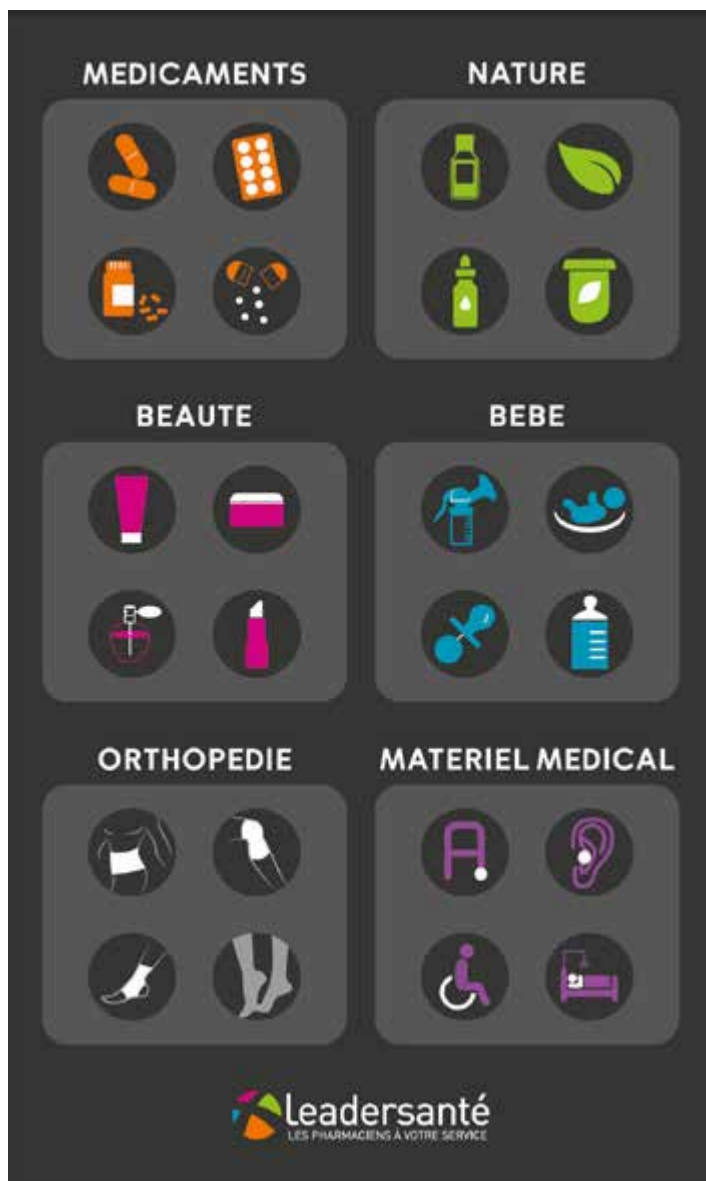 MEDICAMENTS
NATURE
BEAUTE
BEBE
ORTHOPEDIE
MATERIEL MEDICAL
Leadersanté
LES PHARMACIENS À VOTRE SERVICE